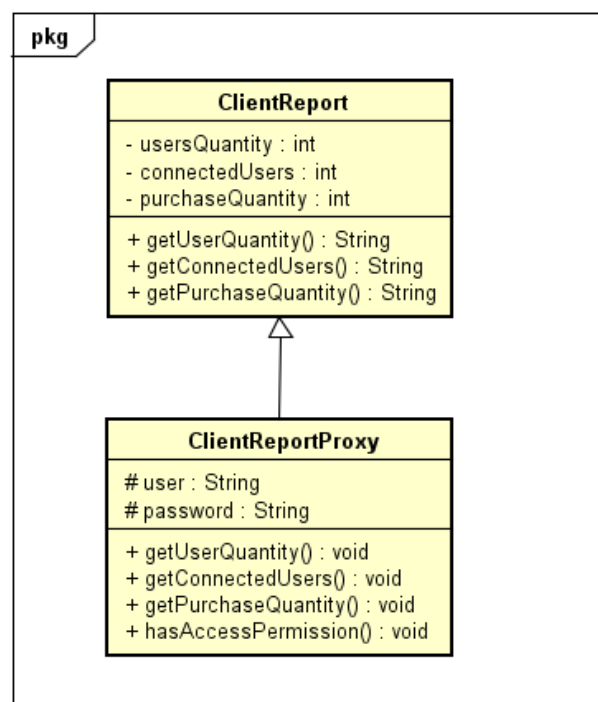 pkg
ClientReport
- usersQuantity : int
- connectedUsers : int
- purchaseQuantity : int
+ getUserQuantity() : String
+ getConnectedUsers() : String
+ getPurchaseQuantity() : String
ClientReportProxy
# user : String
# password : String
+ getUserQuantity() : void
+ getConnectedUsers() : void
+ getPurchaseQuantity() : void
+ hasAccessPermission() : void